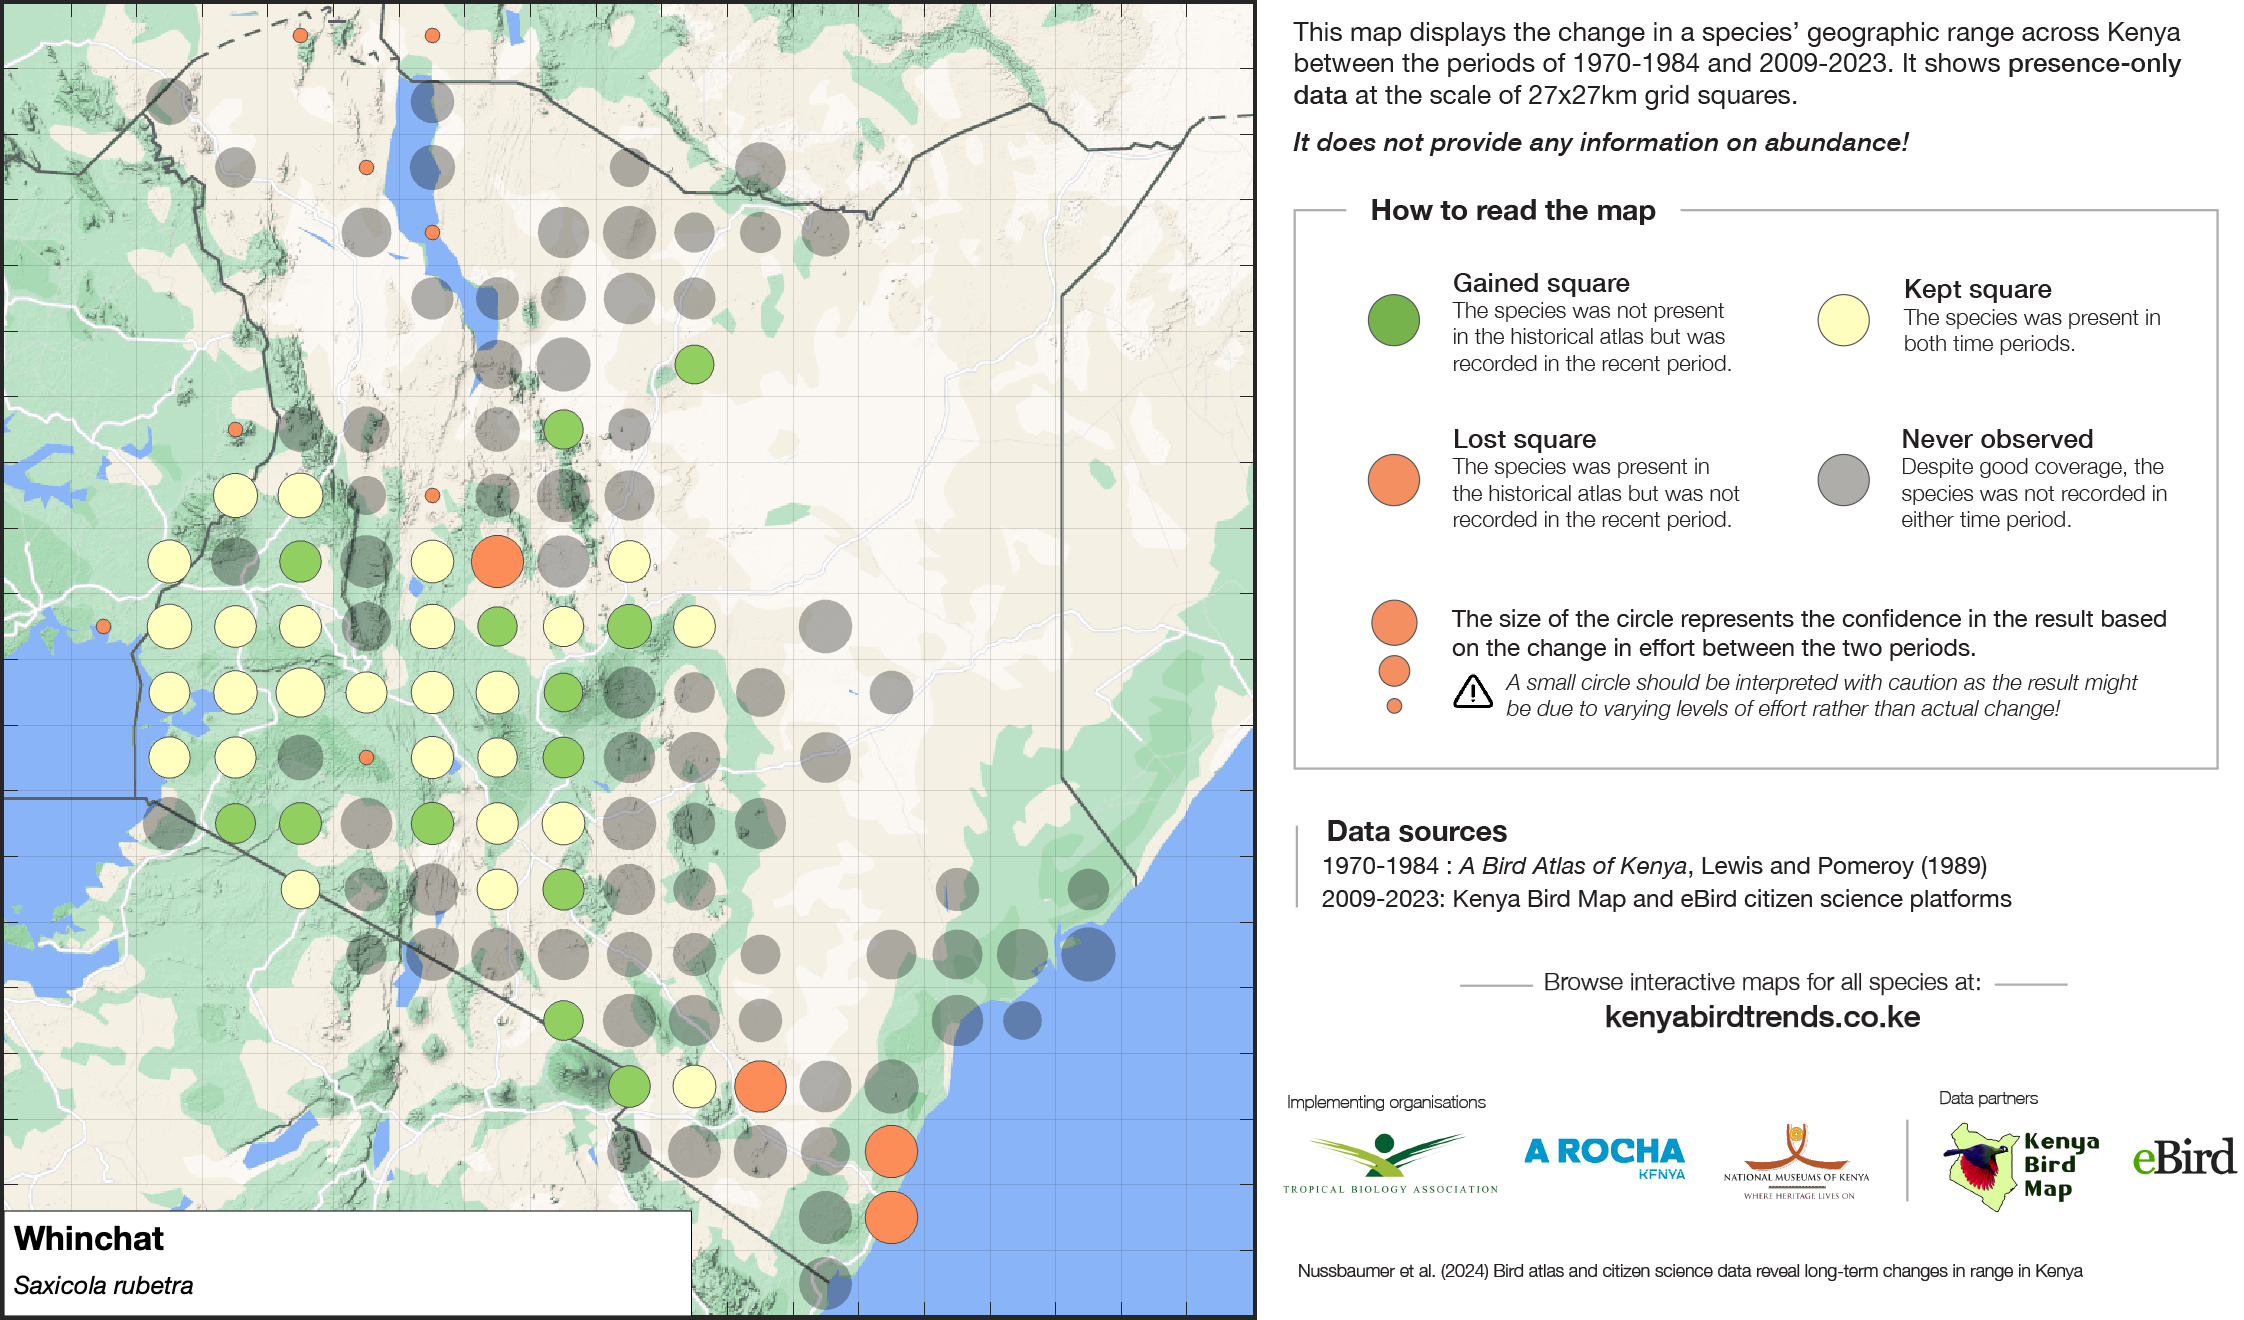 This map displays the change in a species’ geographic range across Kenya
between the periods of 1970-1984 and 2009-2023. It shows presence-only
data at the scale of 27x27km grid squares.
It does not provide any information on abundance!
How to read the map
Gained square
The species was not present
in the historical atlas but was
recorded in the recent period.
Kept square
The species was present in
both time periods.
Lost square
The species was present in
the historical atlas but was not
recorded in the recent period.
Never observed
Despite good coverage, the
species was not recorded in
either time period.
The size of the circle represents the confidence in the result based
on the change in effort between the two periods.
A small circle should be interpreted with caution as the result might
be due to varying levels of effort rather than actual change!
Data sources
1970-1984 : A Bird Atlas of Kenya, Lewis and Pomeroy (1989)
2009-2023: Kenya Bird Map and eBird citizen science platforms
Browse interactive maps for all species at:
kenyabirdtrends.co.ke
Implementing organisations
Data partners
TROPICAL BIOLOGY ASSOCIATION
A ROCHA
KENYA
NATIONAL MUSEUMS OF KENYA
WHERE HERITAGE LIVES ON
Kenya
Bird
Map
eBird
Whinchat
Saxicola rubetra
Nussbaumer et al. (2024) Bird atlas and citizen science data reveal long-term changes in range in Kenya